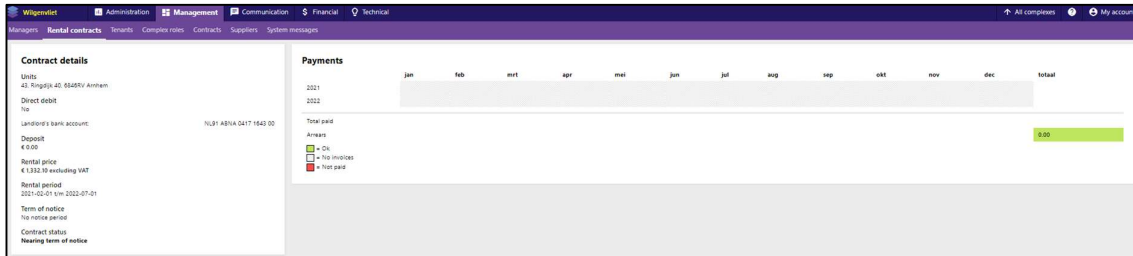 Wilgenvliet Administration Management Communication $ Financial Technical All complexes ? My accoun
Managers Rental contracts Tenants Complex roles Contracts Suppliers System messages
Contract details
Units
43, Ringdijk 40, 6846RV Arnhem
Direct debit
No
Landlord's bank account: NL91 ABNA 0417 1643 00
Deposit
€ 0.00
Rental price
€ 1.332.10 excluding VAT
Rental period
2021-02-01 t/m 2022-07-01
Term of notice
No notice period
Contract status
Nearing term of notice
Payments
jan feb mrt apr mei jun jul aug sep okt nov dec totaal
2021
2022
Total paid
Arrears 0.00
= Ok
= No invoices
= Not paid